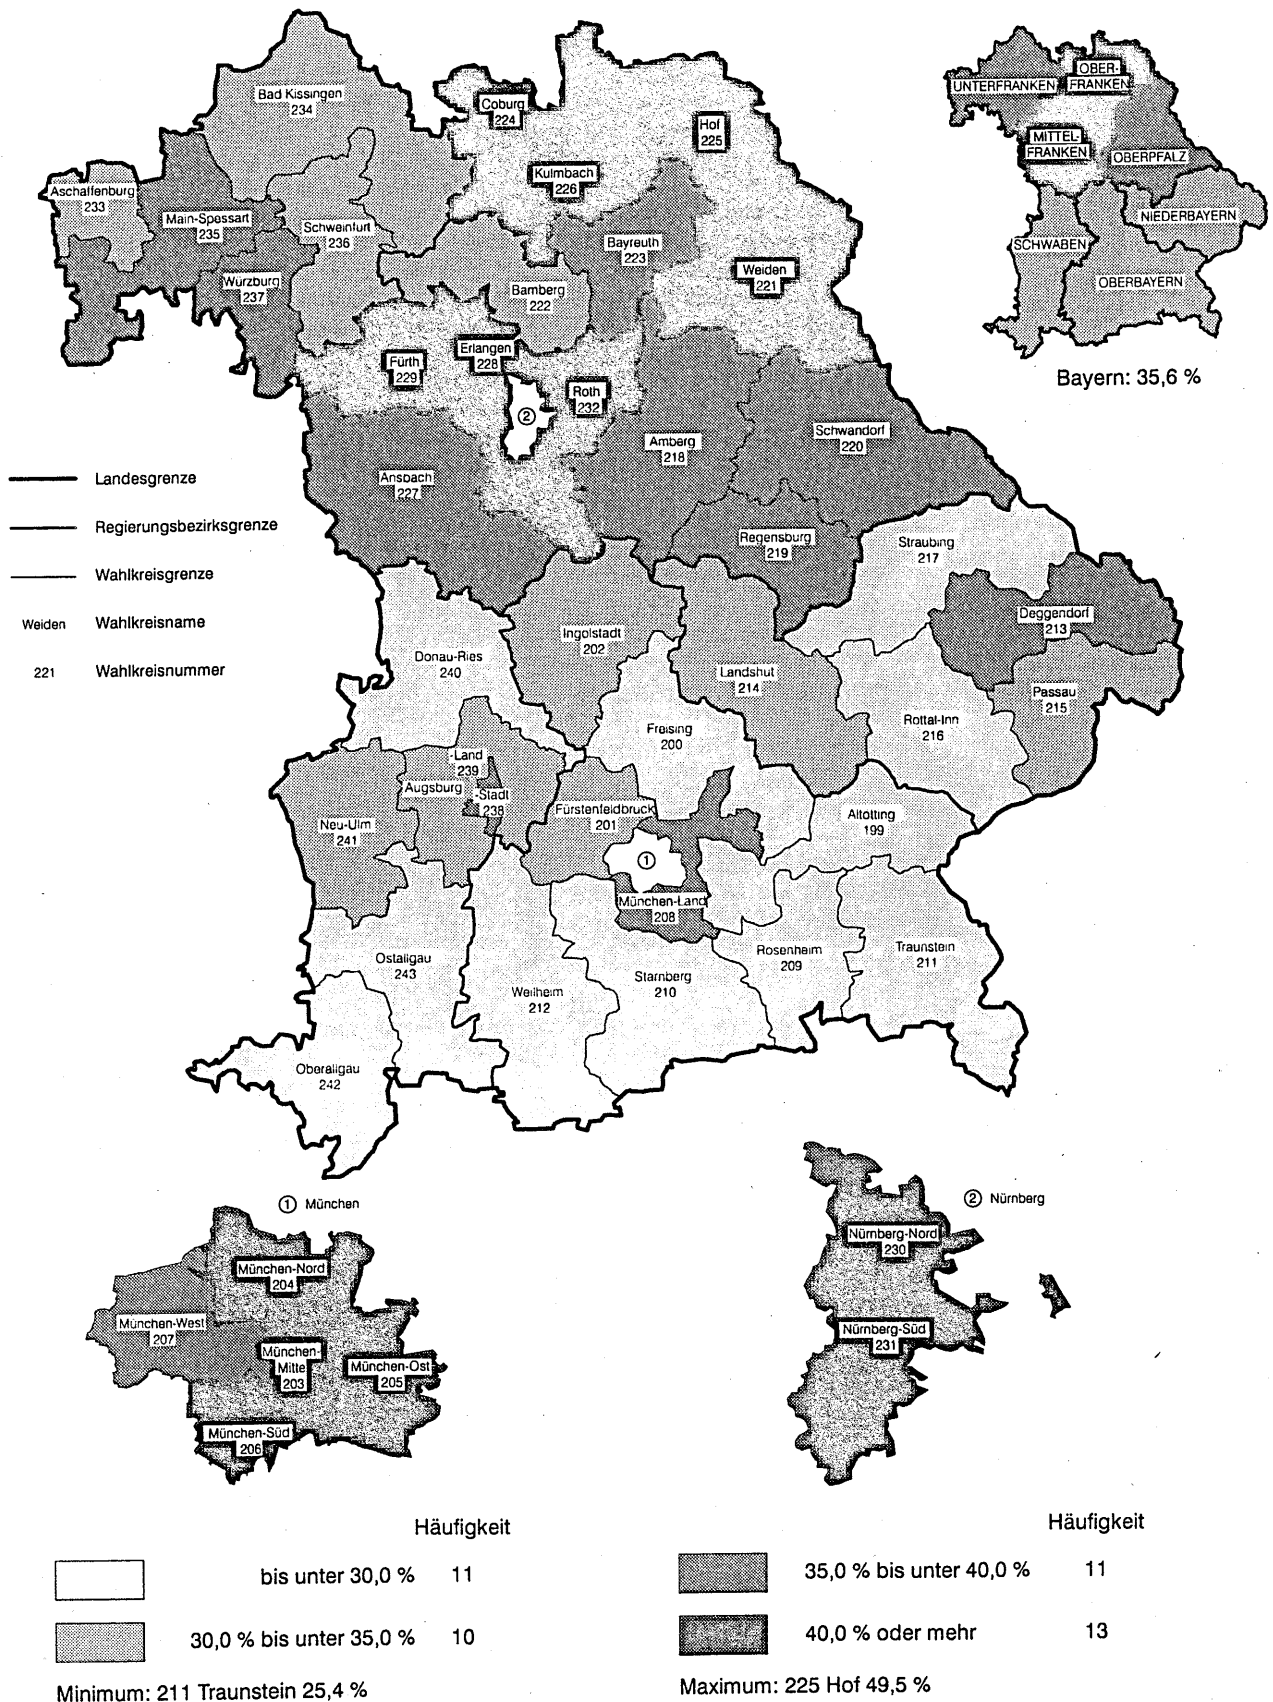 Bad Kissingen
234
Coburg
224
Hof
225
Kulmbach
226
Aschaffenburg
233
Main-Spessart
235
Schweinfurt
236
Bayreuth
223
Würzburg
237
Weiden
221
Bamberg
222
Erlangen
228
Fürth
229
Roth
232
②
Amberg
218
Schwandorf
220
Ansbach
227
Regensburg
219
Straubing
217
Deggendorf
213
Ingolstadt
202
Donau-Ries
240
Landshut
214
Passau
215
Rottal-Inn
216
Freising
200
-Land
239
Augsburg
-Stadt
238
Fürstenfeldbruck
201
Neu-Ulm
241
Altötting
199
①
München-Land
208
Rosenheim
209
Traunstein
211
Ostallgäu
243
Starnberg
210
Weilheim
212
Oberallgäu
242
UNTERFRANKEN
OBER-
FRANKEN
MITTEL-
FRANKEN
OBERPFALZ
NIEDERBAYERN
SCHWABEN
OBERBAYERN
Bayern: 35,6 %
Landesgrenze
Regierungsbezirksgrenze
Wahlkreisgrenze
Weiden Wahlkreisname
221 Wahlkreisnummer
① München
München-Nord
204
München-West
207
München-
Mitte
203
München-Ost
205
München-Süd
206
② Nürnberg
Nürnberg-Nord
230
Nürnberg-Süd
231
Häufigkeit
bis unter 30,0 % 11
30,0 % bis unter 35,0 % 10
Minimum: 211 Traunstein 25,4 %
Häufigkeit
35,0 % bis unter 40,0 % 11
40,0 % oder mehr 13
Maximum: 225 Hof 49,5 %